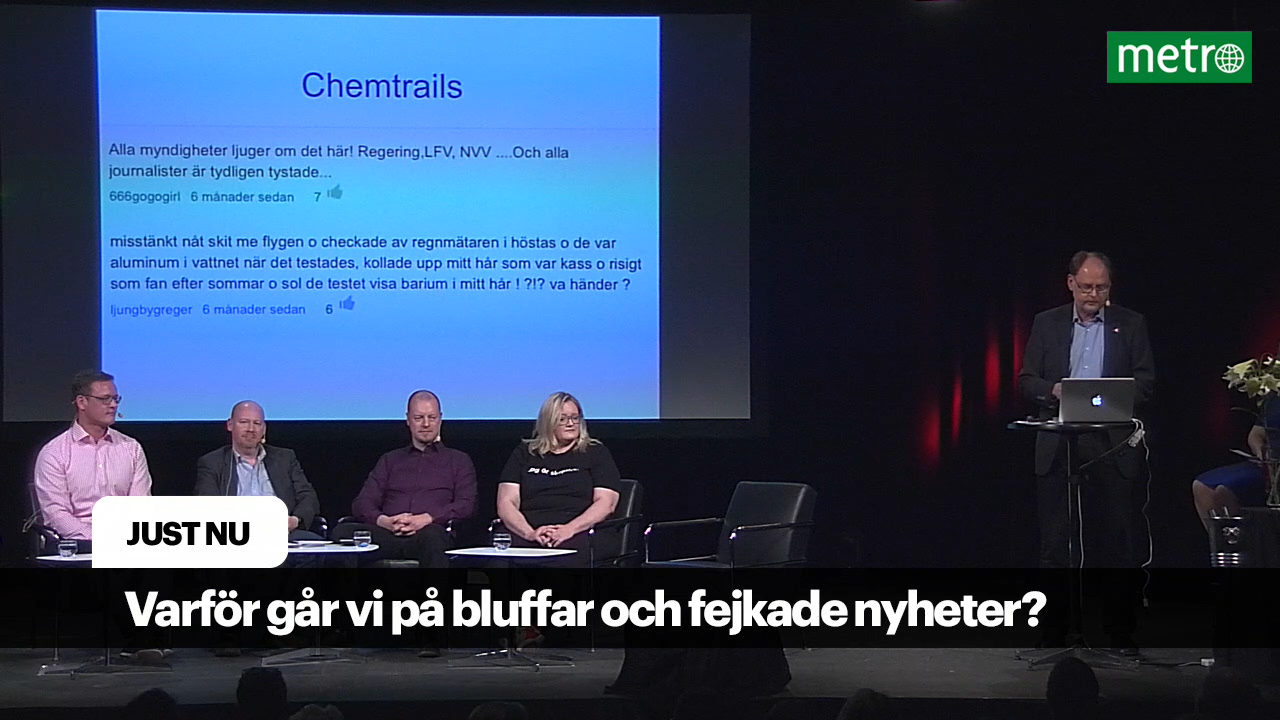 metro
Chemtrails
Alla myndigheter ljuger om det här! Regering,LFV, NVV ....Och alla
journalister är tydligen tystade...
666gogogirl 6 månader sedan 7
misstänkt nåt skit me flygen o checkade av regnmätaren i höstas o de var
aluminum i vattnet när det testades, kollade upp mitt hår som var kass o risigt
som fan efter sommar o sol de testet visa barium i mitt hår ! ?!? va händer ?
ljungbygreger 6 månader sedan 6
JUST NU
Varför går vi på bluffar och fejkade nyheter?